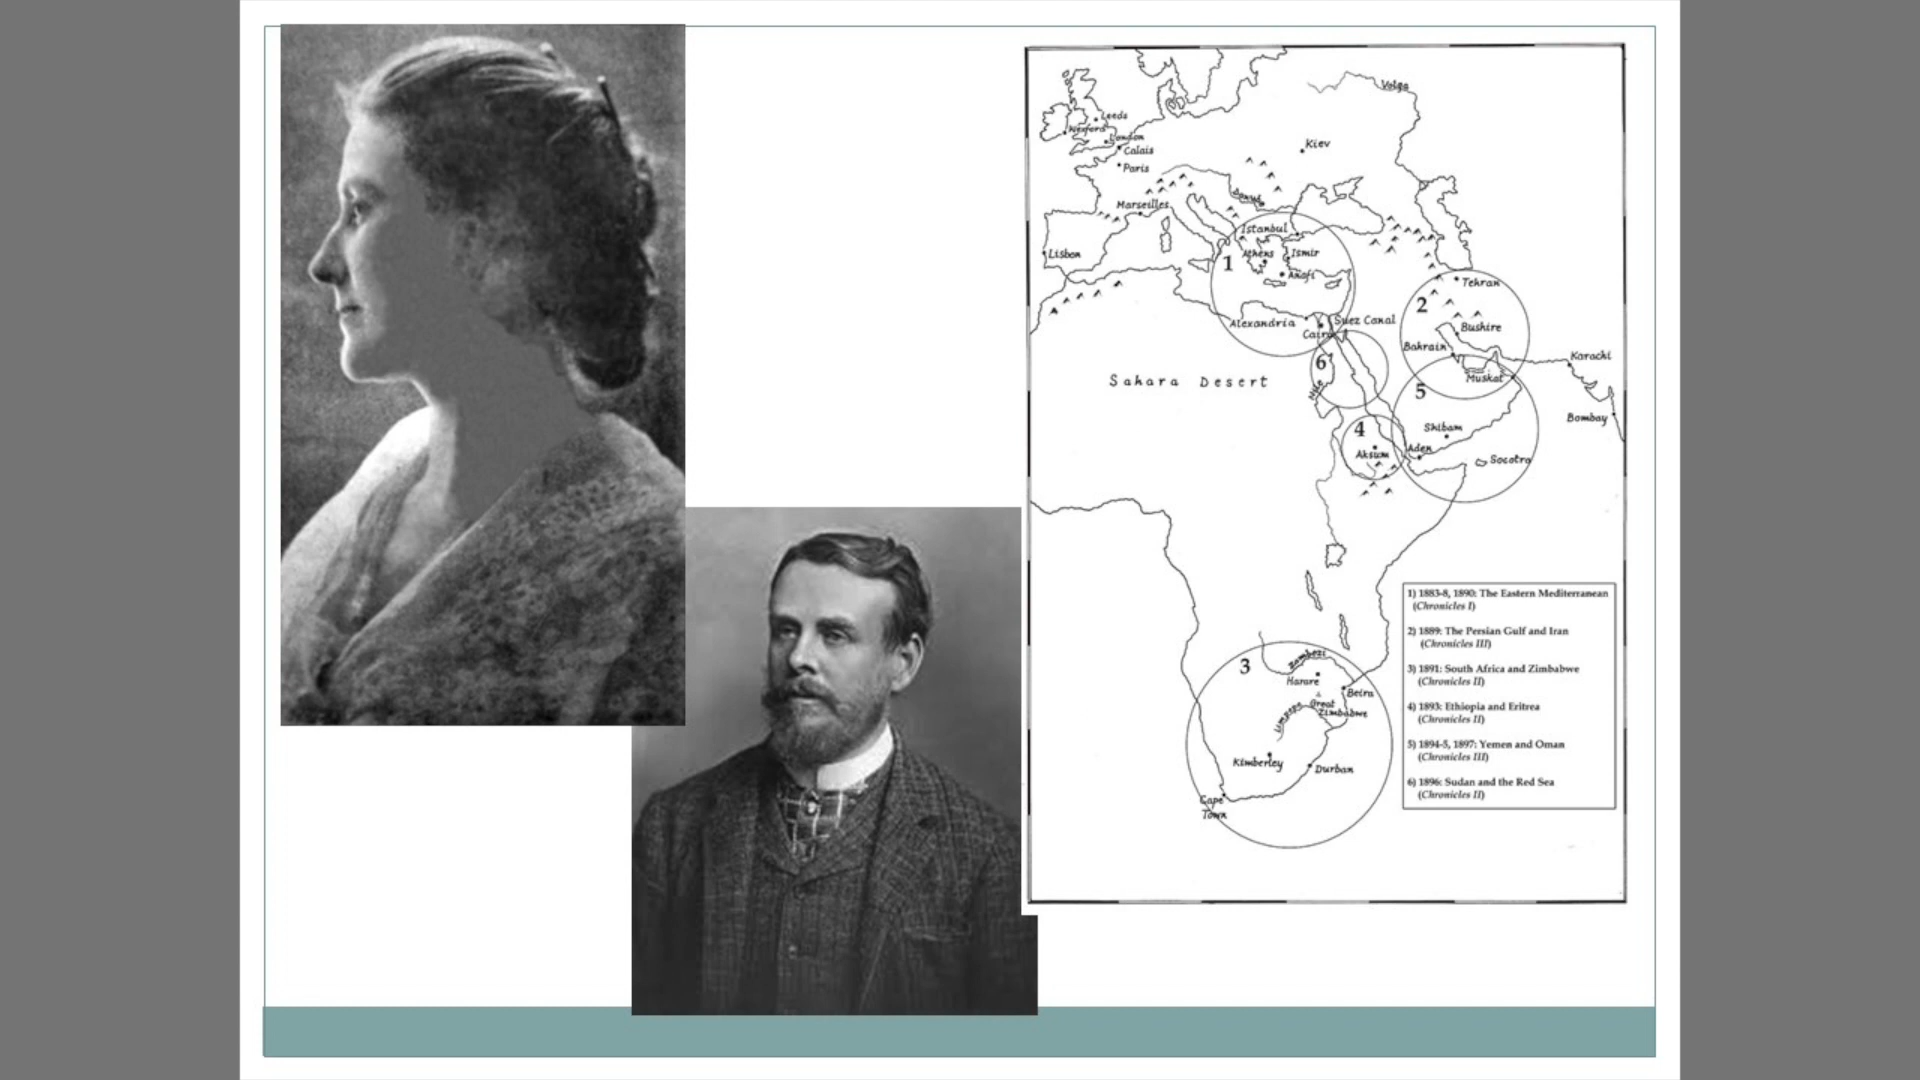 Volga
Leeds
Wexford
London
Calais
Paris
Kiev
Danube
Marseilles
Istanbul
Lisbon
1
Athens
Ismir
Anafi
Tehran
2
Alexandria
Suez Canal
Cairo
Bushire
Bahrain
Karachi
6
Sahara Desert
Muskat
Nile
5
Bombay
4
Shibam
Aksum
Aden
Socotra
1) 1883-8, 1890: The Eastern Mediterranean
(Chronicles I)
2) 1889: The Persian Gulf and Iran
(Chronicles III)
3) 1891: South Africa and Zimbabwe
(Chronicles II)
4) 1893: Ethiopia and Eritrea
(Chronicles II)
5) 1894-5, 1897: Yemen and Oman
(Chronicles III)
6) 1896: Sudan and the Red Sea
(Chronicles II)
3
Zambezi
Harare
Beira
Great
Zimbabwe
Limpopo
Kimberley
Durban
Cape
Town